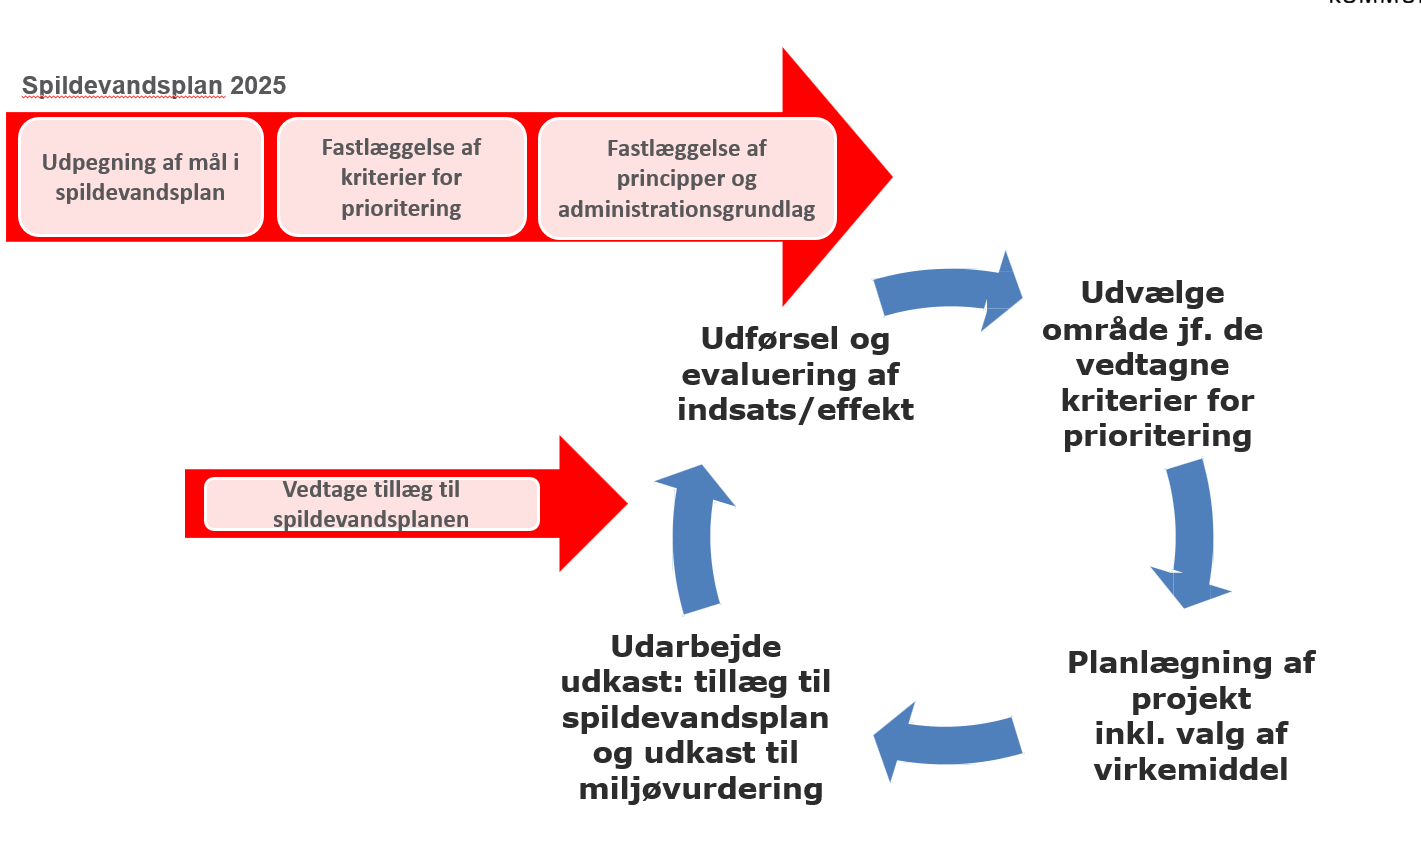 Spildevandsplan 2025
Udpegning af mål i
spildevandsplan
Fastlæggelse af
kriterier for
prioritering
Fastlæggelse af
principper og
administrationsgrundlag
Udvælge
område jf. de
vedtagne
kriterier for
prioritering
Udførsel og
evaluering af
indsats/effekt
Vedtage tillæg til
spildevandsplanen
Udarbejde
udkast: tillæg til
spildevandsplan
og udkast til
miljøvurdering
Planlægning af
projekt
inkl. valg af
virkemiddel